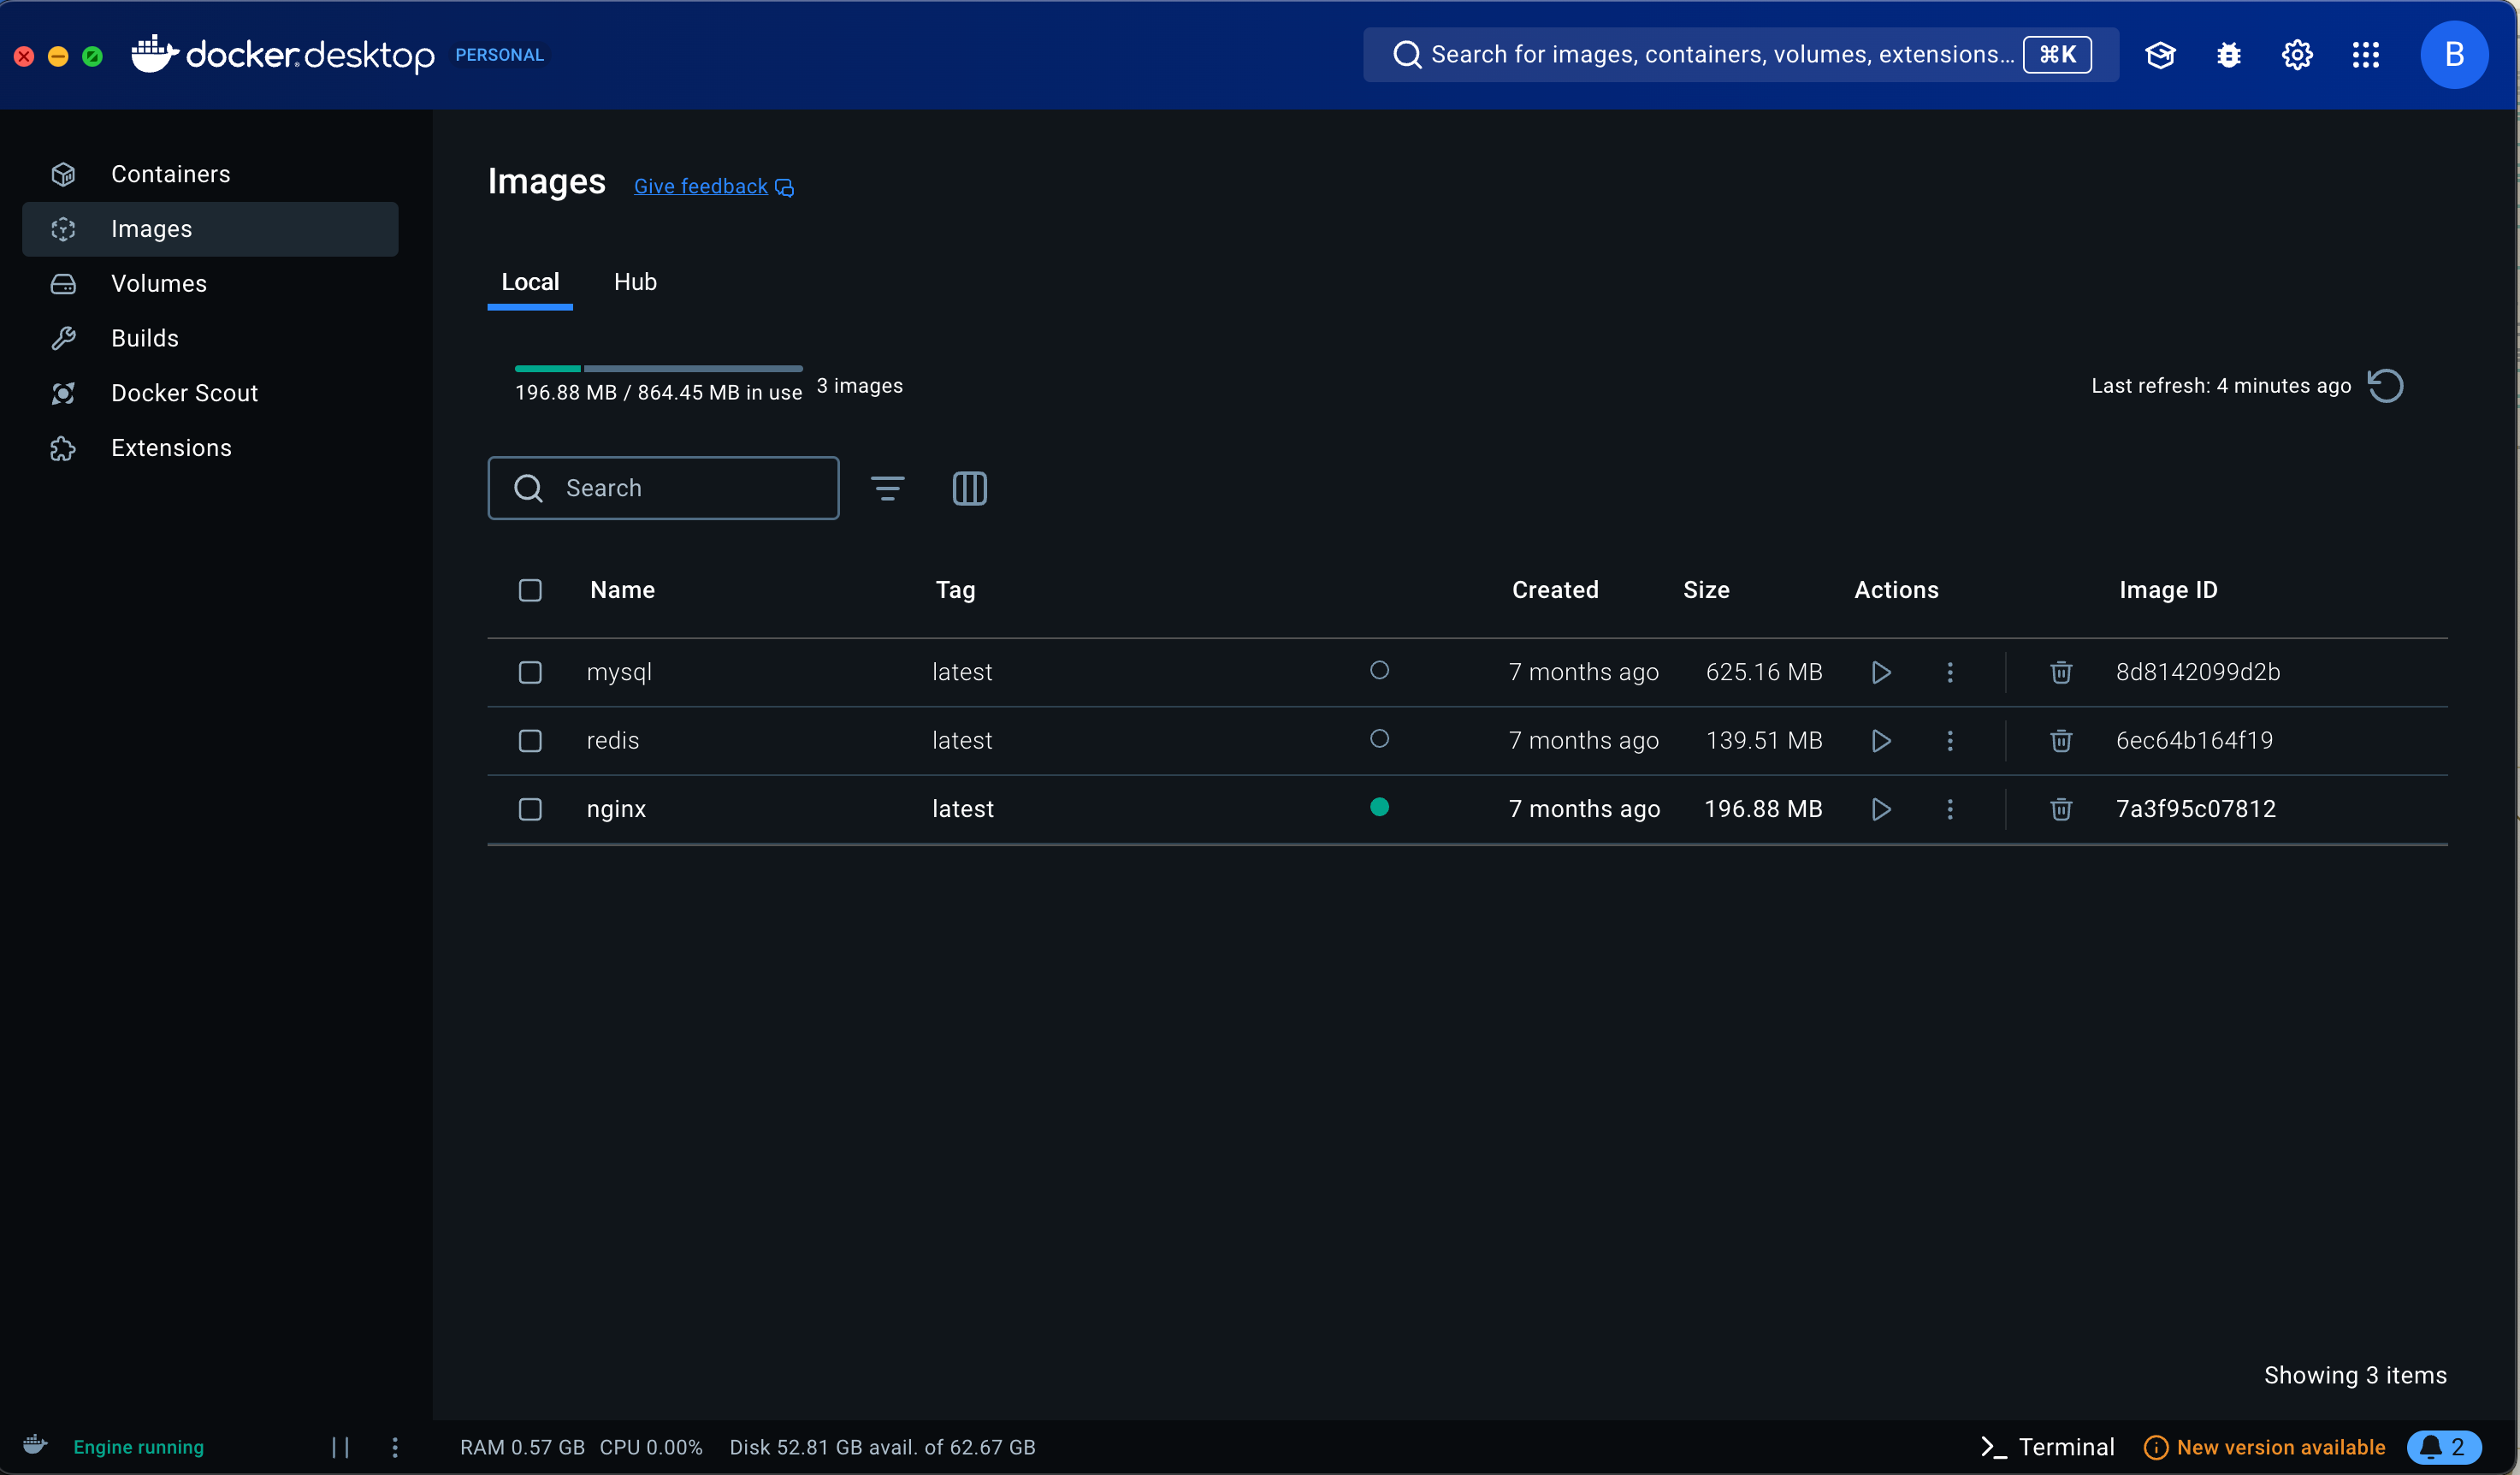 docker.desktop PERSONAL
Search for images, containers, volumes, extensions... ⌘K
B
Containers
Images
Volumes
Builds
Docker Scout
Extensions
Images Give feedback
Local Hub
196.88 MB / 864.45 MB in use 3 images
Last refresh: 4 minutes ago
Search
Name Tag Created Size Actions Image ID
mysql latest 7 months ago 625.16 MB 8d8142099d2b
redis latest 7 months ago 139.51 MB 6ec64b164f19
nginx latest 7 months ago 196.88 MB 7a3f95c07812
Showing 3 items
Engine running RAM 0.57 GB CPU 0.00% Disk 52.81 GB avail. of 62.67 GB >_ Terminal New version available 2